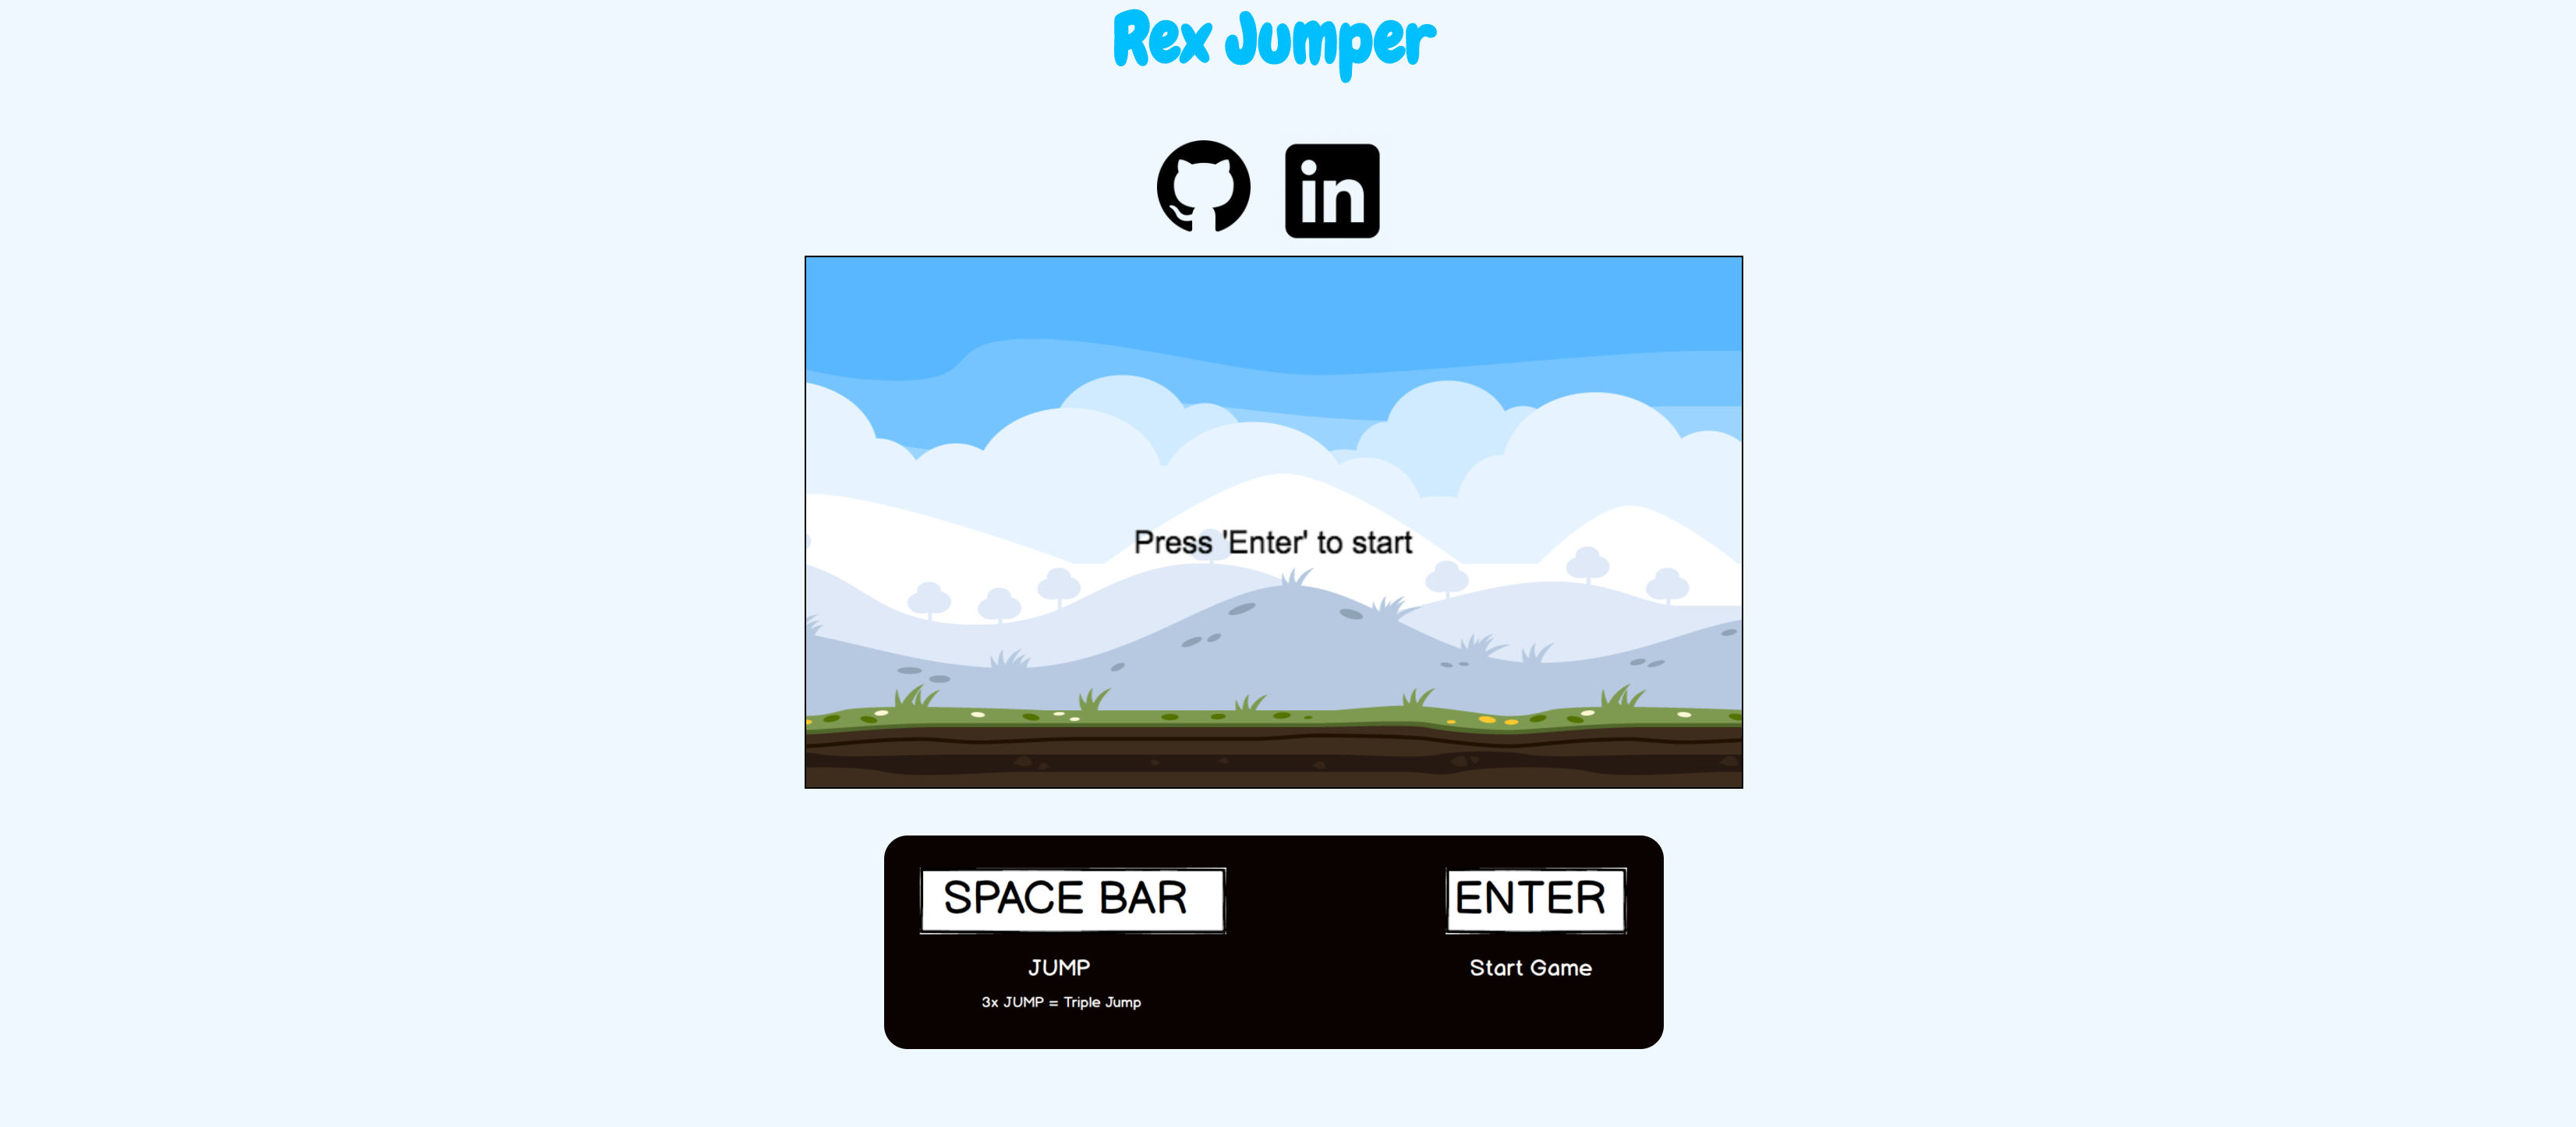 Rex Jumper
in
Press 'Enter' to start
SPACE BAR
ENTER
JUMP
Start Game
3x JUMP = Triple Jump